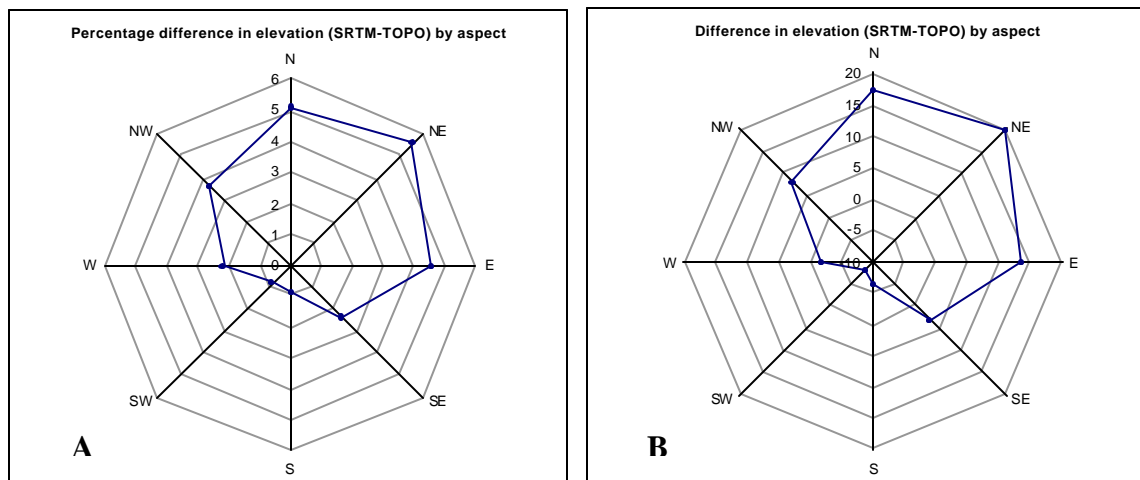 Percentage difference in elevation (SRTM-TOPO) by aspect
N
6
NW
NE
5
4
3
2
1
W
0
E
SW
SE
A
S
Difference in elevation (SRTM-TOPO) by aspect
N
20
NW
NE
15
10
5
0
-5
W
-10
E
SW
SE
B
S